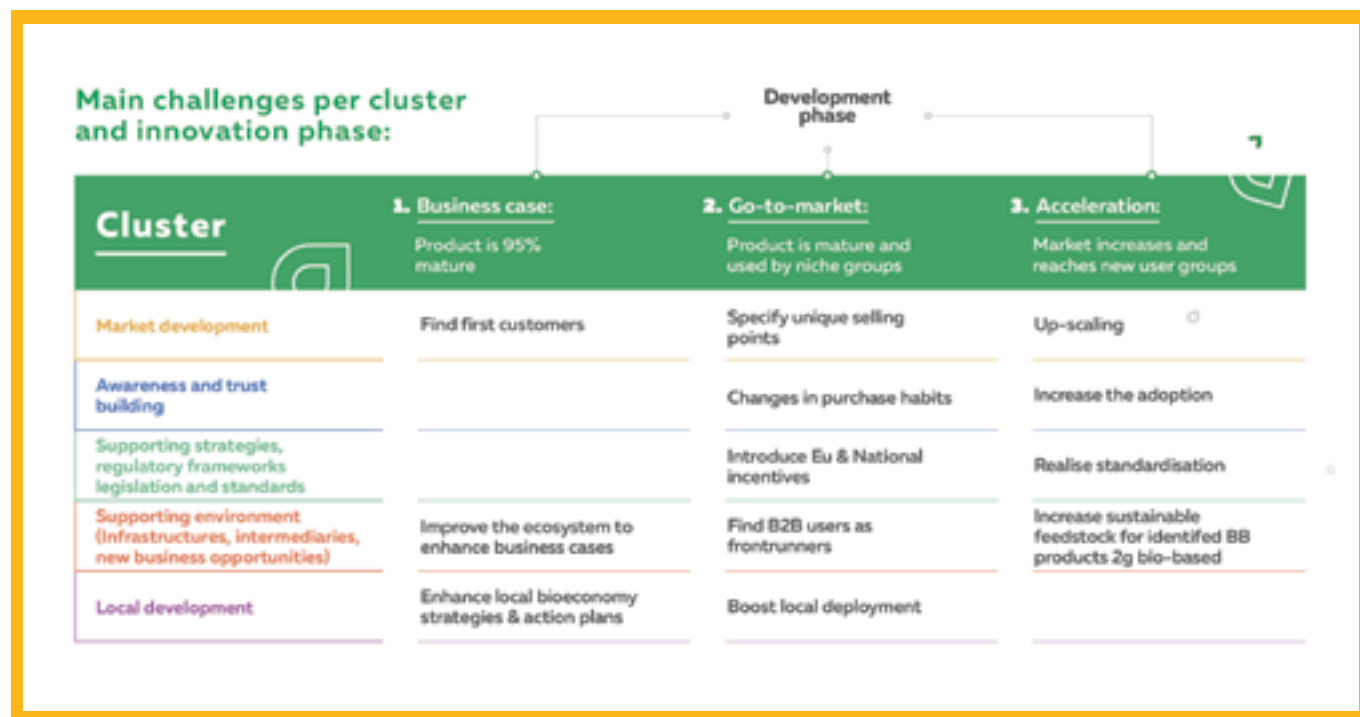 Main challenges per cluster
and innovation phase:
Development
phase
Cluster
1. Business case:
Product is 95%
mature
2. Go-to-market:
Product is mature and
used by niche groups
3. Acceleration:
Market increases and
reaches new user groups
Market development
Find first customers
Specify unique selling
points
Up-scaling
Awareness and trust
building
Changes in purchase habits
Increase the adoption
Supporting strategies,
regulatory frameworks
legislation and standards
Introduce Eu & National
incentives
Realise standardisation
Supporting environment
(Infrastructures, intermediaries,
new business opportunities)
Improve the ecosystem to
enhance business cases
Find B2B users as
frontrunners
Increase sustainable
feedstock for identifed BB
products 2g bio-based
Local development
Enhance local bioeconomy
strategies & action plans
Boost local deployment